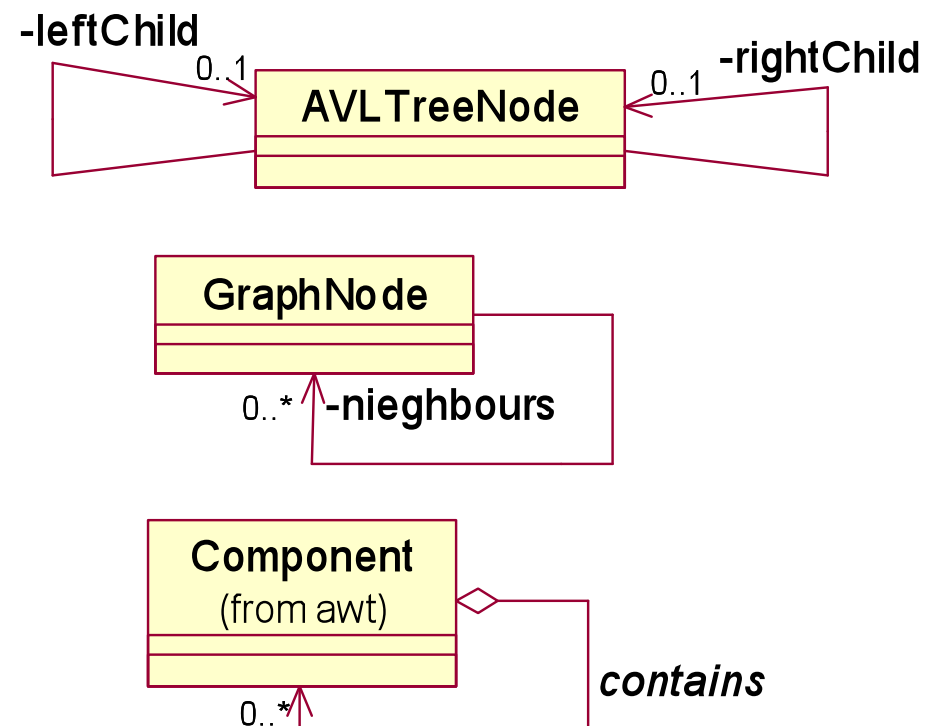 -leftChild
0..1
AVLTreeNode
0..1
-rightChild
GraphNode
0..*
-nieghbours
Component
(from awt)
contains
0..*